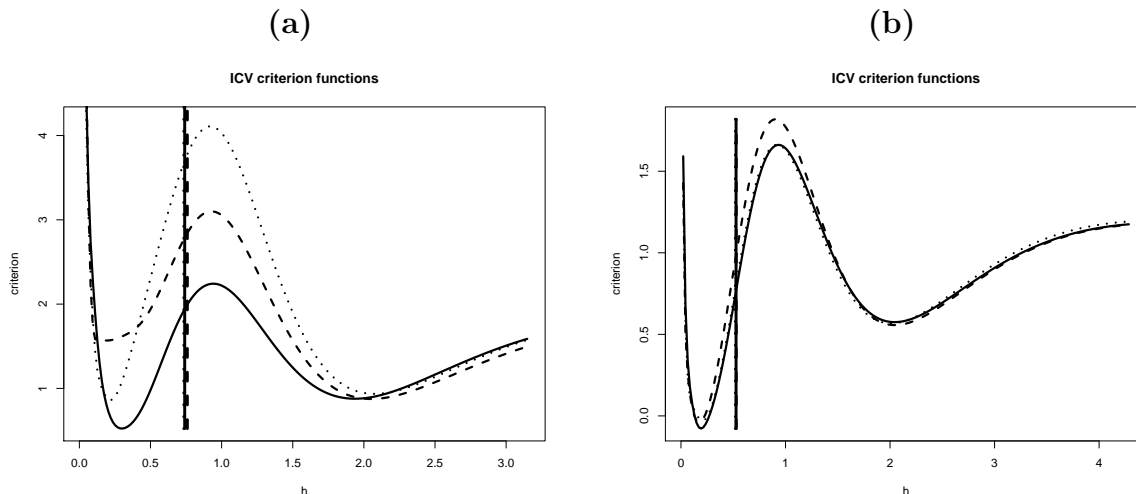 (a)
ICV criterion functions
criterion
4
3
2
1
0.0 0.5 1.0 1.5 2.0 2.5 3.0
h
(b)
ICV criterion functions
criterion
1.5
1.0
0.5
0.0
0 1 2 3 4
h